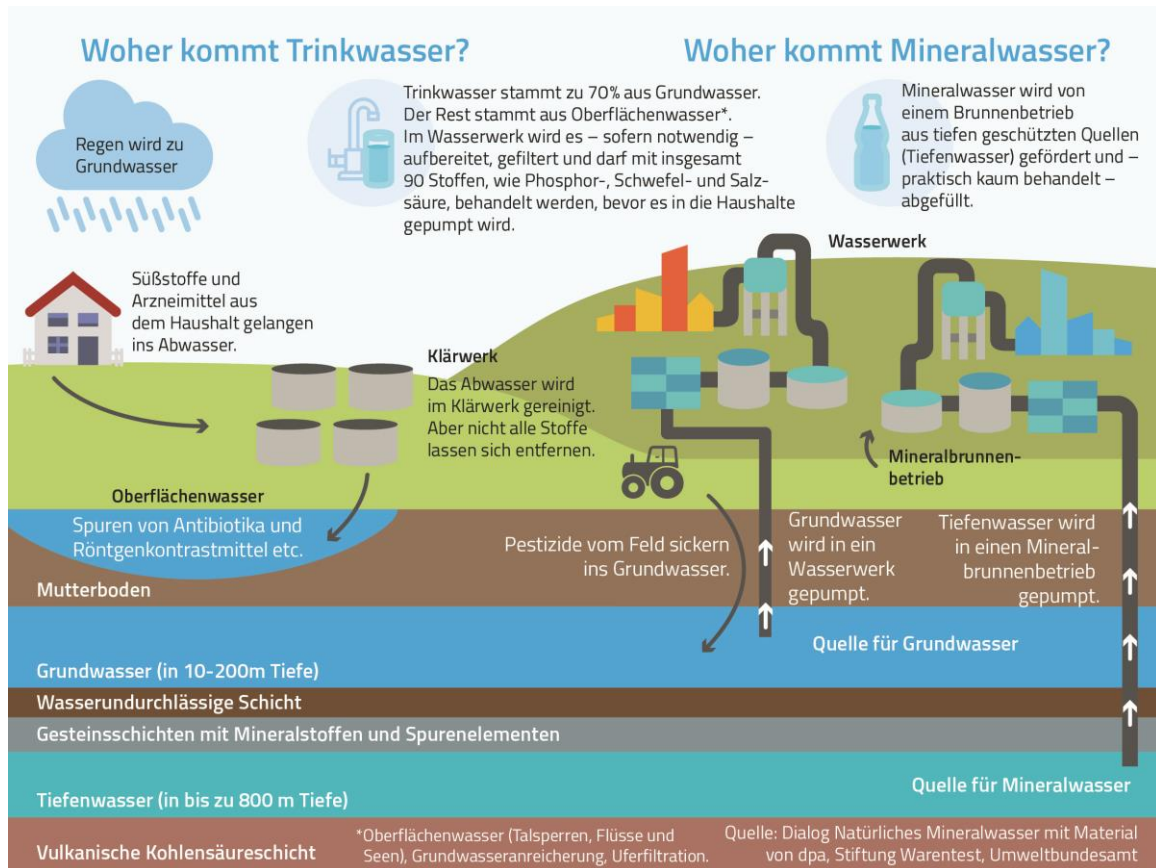 Woher kommt Trinkwasser?
Regen wird zu
Grundwasser
Trinkwasser stammt zu 70% aus Grundwasser.
Der Rest stammt aus Oberflächenwasser*.
Im Wasserwerk wird es – sofern notwendig –
aufbereitet, gefiltert und darf mit insgesamt
90 Stoffen, wie Phosphor-, Schwefel- und Salz-
säure, behandelt werden, bevor es in die Haushalte
gepumpt wird.
Woher kommt Mineralwasser?
Mineralwasser wird von
einem Brunnenbetrieb
aus tiefen geschützten Quellen
(Tiefenwasser) gefördert und –
praktisch kaum behandelt –
abgefüllt.
Süßstoffe und
Arzneimittel aus
dem Haushalt gelangen
ins Abwasser.
Klärwerk
Das Abwasser wird
im Klärwerk gereinigt.
Aber nicht alle Stoffe
lassen sich entfernen.
Wasserwerk
Mineralbrunnen-
betrieb
Oberflächenwasser
Spuren von Antibiotika und
Röntgenkontrastmittel etc.
Mutterboden
Pestizide vom Feld sickern
ins Grundwasser.
Grundwasser
wird in ein
Wasserwerk
gepumpt.
Tiefenwasser wird
in einen Mineral-
brunnenbetrieb
gepumpt.
Quelle für Grundwasser
Grundwasser (in 10-200m Tiefe)
Wasserundurchlässige Schicht
Gesteinsschichten mit Mineralstoffen und Spurenelementen
Quelle für Mineralwasser
Tiefenwasser (in bis zu 800 m Tiefe)
Vulkanische Kohlensäureschicht
*Oberflächenwasser (Talsperren, Flüsse und
Seen), Grundwasseranreicherung, Uferfiltration.
Quelle: Dialog Natürliches Mineralwasser mit Material
von dpa, Stiftung Warentest, Umweltbundesamt